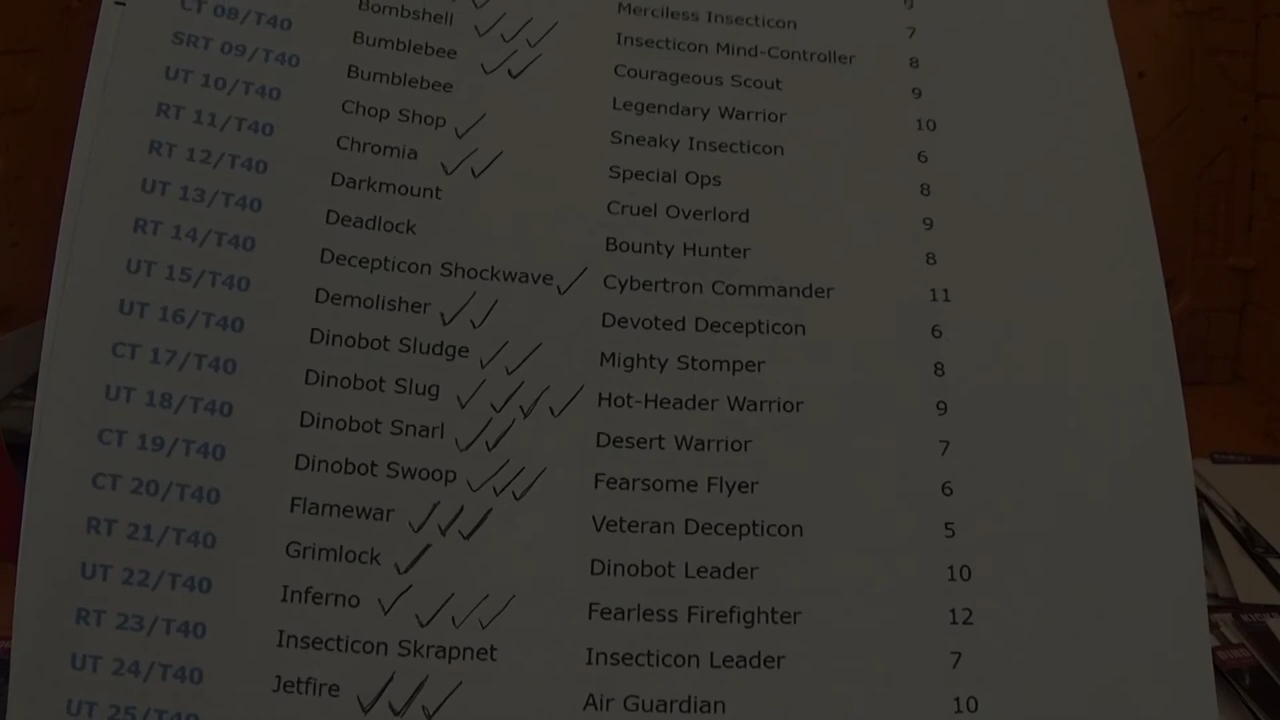 Merciless Insecticon 7
Bombshell ✓✓✓ Insecticon Mind-Controller 8
CT 08/T40 Bumblebee ✓✓ Courageous Scout 9
SRT 09/T40 Bumblebee Legendary Warrior 10
UT 10/T40 Chop Shop ✓ Sneaky Insecticon 6
RT 11/T40 Chromia ✓✓ Special Ops 8
RT 12/T40 Darkmount Cruel Overlord 9
UT 13/T40 Deadlock Bounty Hunter 8
RT 14/T40 Decepticon Shockwave ✓ Cybertron Commander 11
UT 15/T40 Demolisher ✓✓ Devoted Decepticon 6
UT 16/T40 Dinobot Sludge ✓✓ Mighty Stomper 8
CT 17/T40 Dinobot Slug ✓✓✓✓ Hot-Header Warrior 9
UT 18/T40 Dinobot Snarl ✓✓ Desert Warrior 7
CT 19/T40 Dinobot Swoop ✓✓✓ Fearsome Flyer 6
CT 20/T40 Flamewar ✓✓✓ Veteran Decepticon 5
RT 21/T40 Grimlock ✓ Dinobot Leader 10
UT 22/T40 Inferno ✓✓✓✓ Fearless Firefighter 12
RT 23/T40 Insecticon Skrapnet Insecticon Leader 7
UT 24/T40 Jetfire ✓✓✓ Air Guardian 10
UT 25/T40